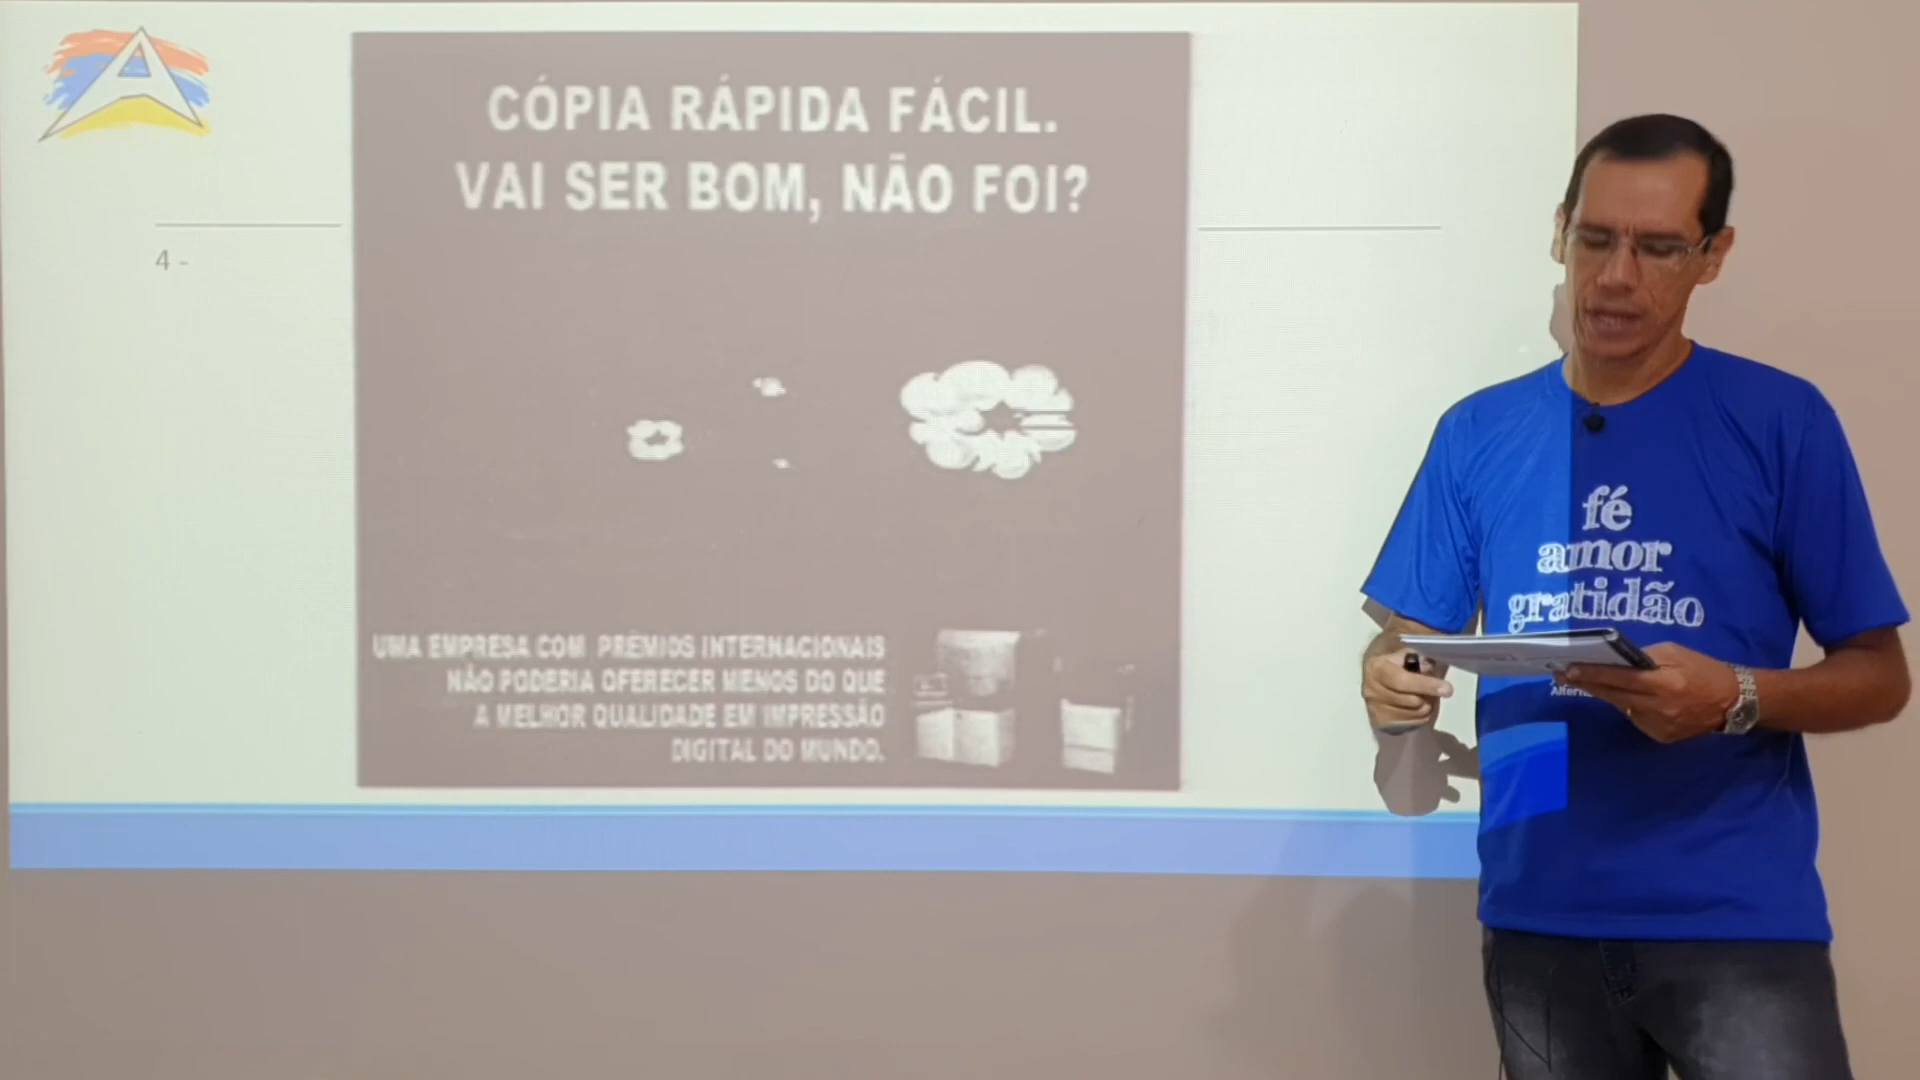 CÓPIA RÁPIDA FÁCIL.
VAI SER BOM, NÃO FOI?
4 -
UMA EMPRESA COM PRÊMIOS INTERNACIONAIS
NÃO PODERIA OFERECER MENOS DO QUE
A MELHOR QUALIDADE EM IMPRESSÃO
DIGITAL DO MUNDO.
fé
amor
gratidão